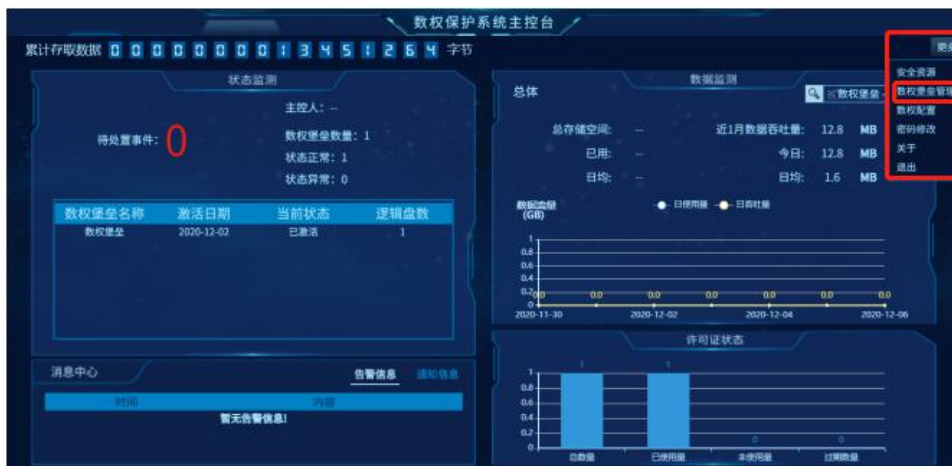 数权保护系统主控台
累计存取数据 0 0 0 0 0 0 0 0 1 3 4 5 1 2 6 4 字节
更多
安全资源
数权堡垒管理
数权配置
密码修改
关于
退出
状态监测
主控人: --
待处置事件: 0
数权堡垒数量: 1
状态正常: 1
状态异常: 0
数权堡垒名称 激活日期 当前状态 逻辑盘数
数权堡垒 2020-12-02 已激活 1
消息中心 告警信息 通知信息
时间 内容
暂无告警信息!
数据监测
总体 数权堡垒
总存储空间: -- 近1月数据吞吐量: 12.8 MB
已用: -- 今日: 12.8 MB
日均: -- 日均: 1.6 MB
数据流量
(GB)
日使用量 日吞吐量
1
0.8
0.6
0.4
0.2
0
0.0 0.0 0.0 0.0 0.0 0.0 0.0
2020-11-30 2020-12-02 2020-12-04 2020-12-06
许可证状态
1 1 0 0
1
0.8
0.6
0.4
0.2
0
总数量 已使用量 未使用量 过期数量